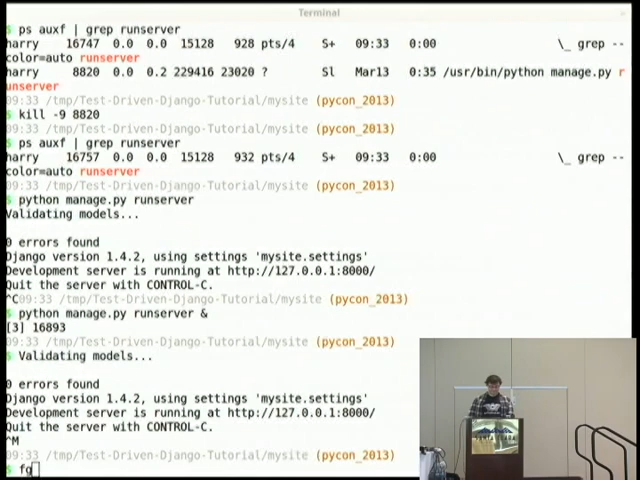 Terminal
$ ps auxf | grep runserver
harry    16747  0.0  0.0  15128   928 pts/4    S+   09:33   0:00          \_ grep --
color=auto runserver
harry     8820  0.0  0.2 229416 23020 ?        Sl   Mar13   0:35 /usr/bin/python manage.py r
unserver
09:33 /tmp/Test-Driven-Django-Tutorial/mysite (pycon_2013)
$ kill -9 8820
09:33 /tmp/Test-Driven-Django-Tutorial/mysite (pycon_2013)
$ ps auxf | grep runserver
harry    16757  0.0  0.0  15128   932 pts/4    S+   09:33   0:00          \_ grep --
color=auto runserver
09:33 /tmp/Test-Driven-Django-Tutorial/mysite (pycon_2013)
$ python manage.py runserver
Validating models...
0 errors found
Django version 1.4.2, using settings 'mysite.settings'
Development server is running at http://127.0.0.1:8000/
Quit the server with CONTROL-C.
^C09:33 /tmp/Test-Driven-Django-Tutorial/mysite (pycon_2013)
$ python manage.py runserver &
[3] 16893
09:33 /tmp/Test-Driven-Django-Tutorial/mysite (pycon_2013)
$ Validating models...
0 errors found
Django version 1.4.2, using settings 'mysite.settings'
Development server is running at http://127.0.0.1:8000/
Quit the server with CONTROL-C.
^M
09:33 /tmp/Test-Driven-Django-Tutorial/mysite (pycon_2013)
$ fg